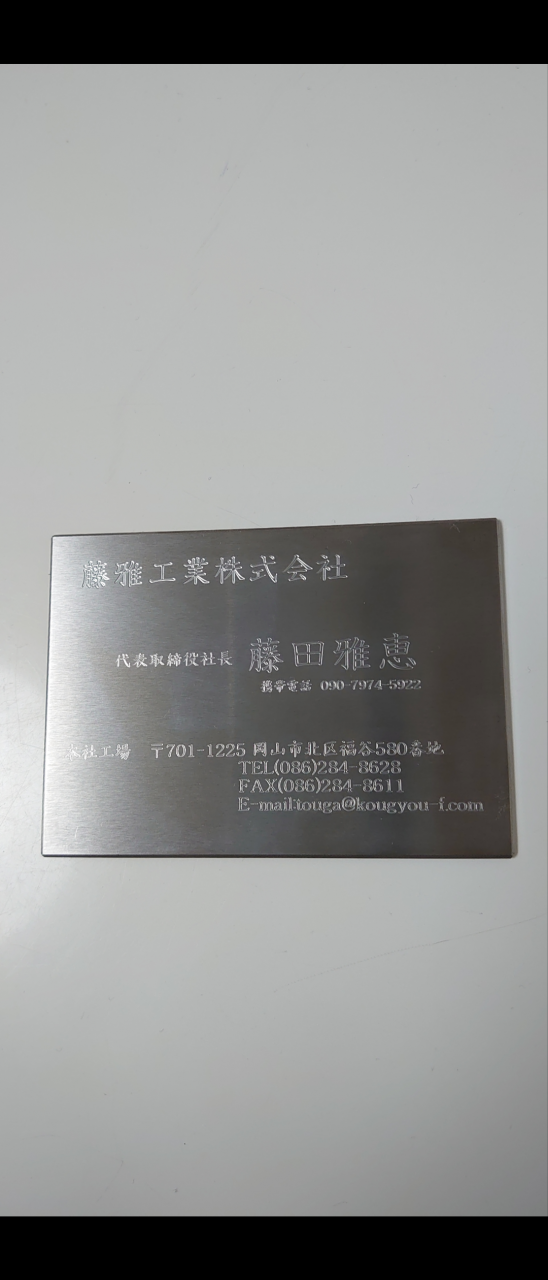 藤雅工業株式会社
代表取締役社長 藤田雅恵
携帯電話 090-7974-5922
本社工場 〒701-1225 岡山市北区福谷580番地
TEL(086)284-8628
FAX(086)284-8611
E-mail:touga@kougyou-f.com